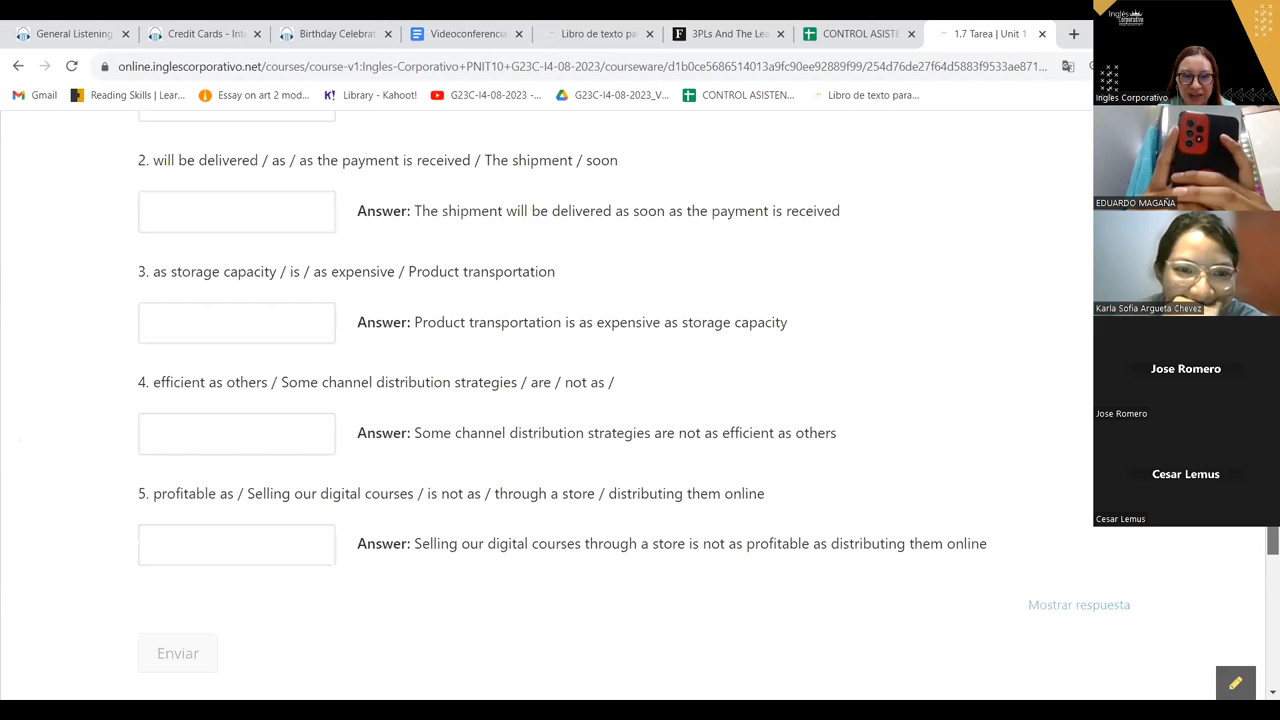 General Listening
Credit Cards - Int
Birthday Celebrat
Videoconferencia
Libro de texto pa
3PLs And The Lea
CONTROL ASISTE
1.7 Tarea | Unit 1
online.inglescorporativo.net/courses/course-v1:Ingles-Corporativo+PNIT17+G23C-I4-08-2023/courseware/d1b0ce5686514013a9fc90ee92889f99/254d76de27f64d5883f9533ae871...
Gmail
Reading Skills | Lear...
Essay on art 2 mod...
Library - Karo...
G23C-I4-08-2023 -...
G23C-I4-08-2023_V...
CONTROL ASISTEN...
Libro de texto para...
2. will be delivered / as / as the payment is received / The shipment / soon
Answer: The shipment will be delivered as soon as the payment is received
3. as storage capacity / is / as expensive / Product transportation
Answer: Product transportation is as expensive as storage capacity
4. efficient as others / Some channel distribution strategies / are / not as /
Answer: Some channel distribution strategies are not as efficient as others
5. profitable as / Selling our digital courses / is not as / through a store / distributing them online
Answer: Selling our digital courses through a store is not as profitable as distributing them online
Mostrar respuesta
Enviar
Inglés
Corporativo
Ingles Corporativo
EDUARDO MAGAÑA
Karla Sofia Argueta Chevez
Jose Romero
Jose Romero
Cesar Lemus
Cesar Lemus